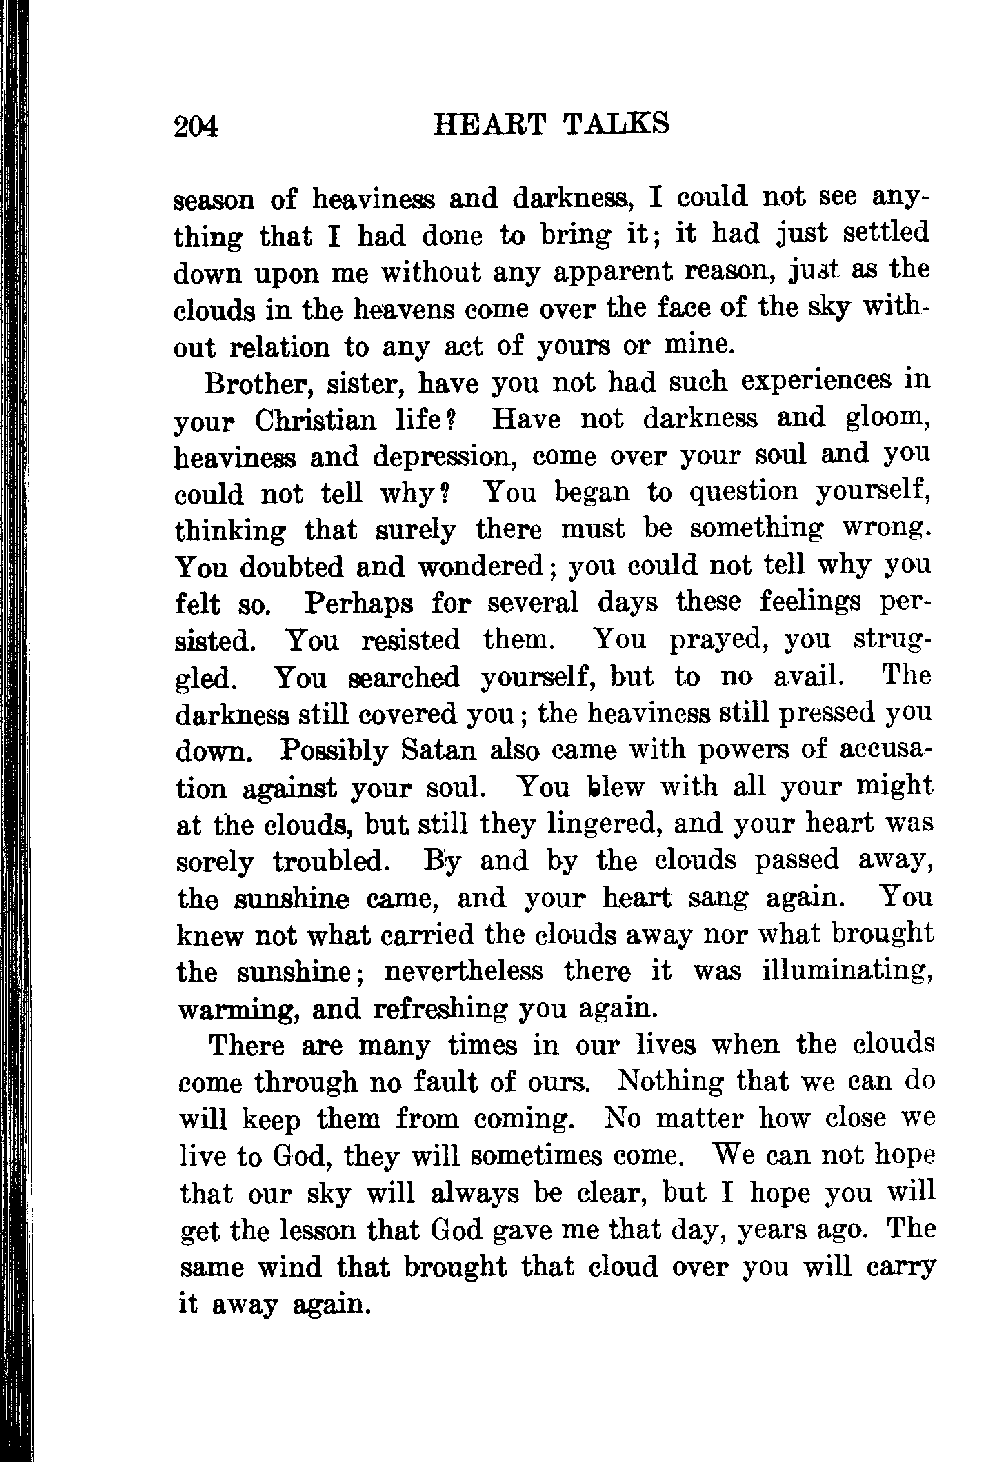 204 HEART TALKS
season of heaviness and darkness, I could not see any-
thing that I had done to bring it; it had just settled
down upon me without any apparent reason, just as the
clouds in the heavens come over the face of the sky with-
out relation to any act of yours or mine.
Brother, sister, have you not had such experiences in
your Christian life? Have not darkness and gloom,
heaviness and depression, come over your soul and you
could not tell why? You began to question yourself,
thinking that surely there must be something wrong.
You doubted and wondered; you could not tell why you
felt so. Perhaps for several days these feelings per-
sisted. You resisted them. You prayed, you strug-
gled. You searched yourself, but to no avail. The
darkness still covered you; the heaviness still pressed you
down. Possibly Satan also came with powers of accusa-
tion against your soul. You blew with all your might
at the clouds, but still they lingered, and your heart was
sorely troubled. By and by the clouds passed away,
the sunshine came, and your heart sang again. You
knew not what carried the clouds away nor what brought
the sunshine; nevertheless there it was illuminating,
warming, and refreshing you again.
There are many times in our lives when the clouds
come through no fault of ours. Nothing that we can do
will keep them from coming. No matter how close we
live to God, they will sometimes come. We can not hope
that our sky will always be clear, but I hope you will
get the lesson that God gave me that day, years ago. The
same wind that brought that cloud over you will carry
it away again.